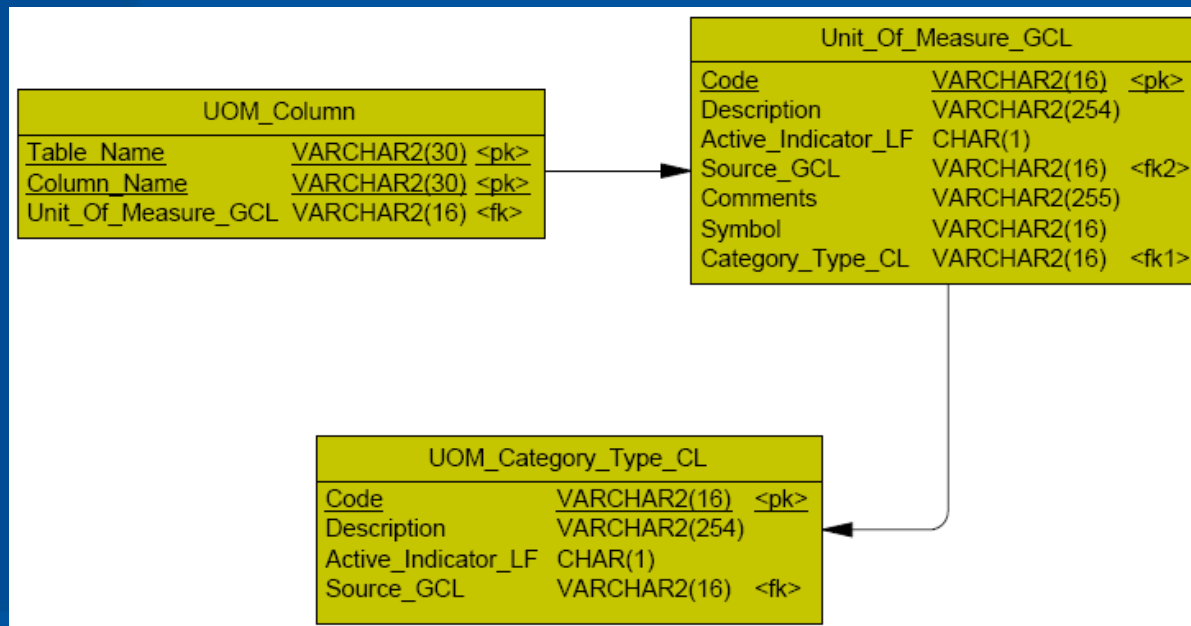 UOM_Column
Table_Name VARCHAR2(30) <pk>
Column_Name VARCHAR2(30) <pk>
Unit_Of_Measure_GCL VARCHAR2(16) <fk>
Unit_Of_Measure_GCL
Code VARCHAR2(16) <pk>
Description VARCHAR2(254)
Active_Indicator_LF CHAR(1)
Source_GCL VARCHAR2(16) <fk2>
Comments VARCHAR2(255)
Symbol VARCHAR2(16)
Category_Type_CL VARCHAR2(16) <fk1>
UOM_Category_Type_CL
Code VARCHAR2(16) <pk>
Description VARCHAR2(254)
Active_Indicator_LF CHAR(1)
Source_GCL VARCHAR2(16) <fk>